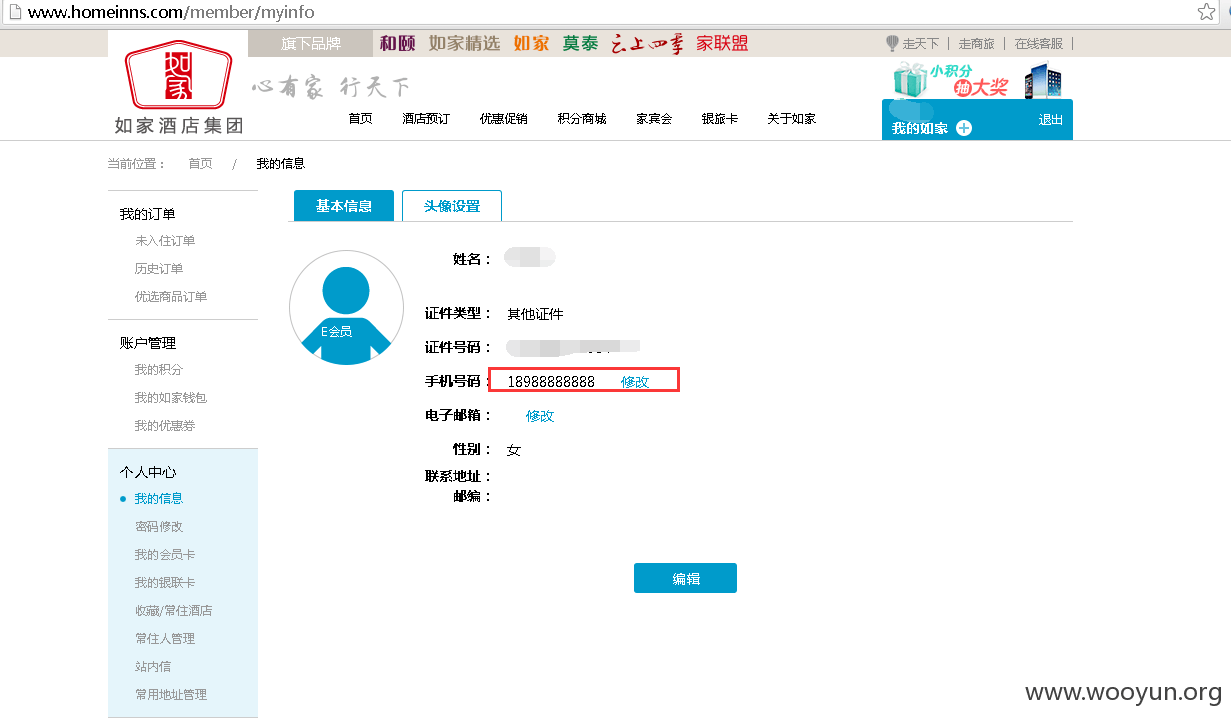 www.homeinns.com/member/myinfo
旗下品牌 和颐 如家精选 如家 莫泰 云上四季 家联盟 走天下 | 走商旅 | 在线客服 |
如家
如家酒店集团
心有家 行天下
小积分
抽大奖
首页 酒店预订 优惠促销 积分商城 家宾会 银旅卡 关于如家
我的如家 退出
当前位置： 首页 / 我的信息
我的订单
未入住订单
历史订单
优选商品订单
账户管理
我的积分
我的如家钱包
我的优惠券
个人中心
我的信息
密码修改
我的会员卡
我的银联卡
收藏/常住酒店
常住人管理
站内信
常用地址管理
基本信息 头像设置
E会员
姓名：
证件类型： 其他证件
证件号码：
手机号码： 18988888888 修改
电子邮箱： 修改
性别： 女
联系地址：
邮编：
编辑
www.wooyun.org